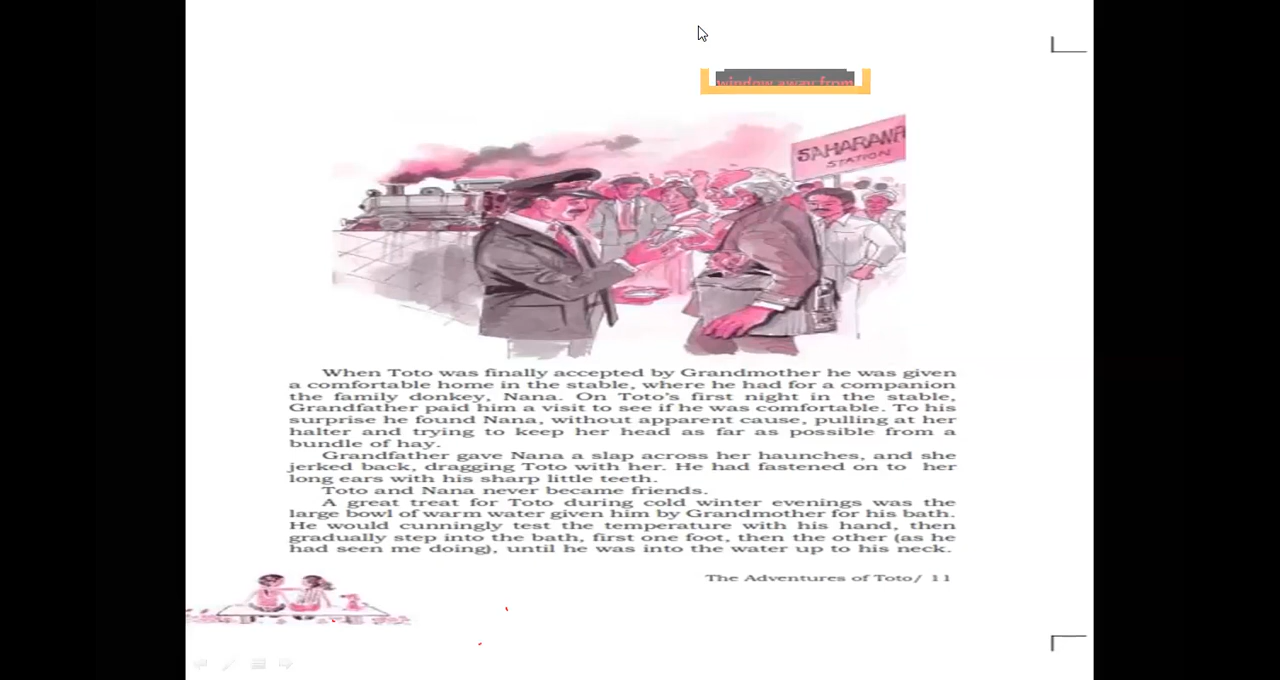 window away from
SAHARANP
STATION
When Toto was finally accepted by Grandmother he was given
a comfortable home in the stable, where he had for a companion
the family donkey, Nana. On Toto's first night in the stable,
Grandfather paid him a visit to see if he was comfortable. To his
surprise he found Nana, without apparent cause, pulling at her
halter and trying to keep her head as far as possible from a
bundle of hay.
Grandfather gave Nana a slap across her haunches, and she
jerked back, dragging Toto with her. He had fastened on to her
long ears with his sharp little teeth.
Toto and Nana never became friends.
A great treat for Toto during cold winter evenings was the
large bowl of warm water given him by Grandmother for his bath.
He would cunningly test the temperature with his hand, then
gradually step into the bath, first one foot, then the other (as he
had seen me doing), until he was into the water up to his neck.
The Adventures of Toto/ 11